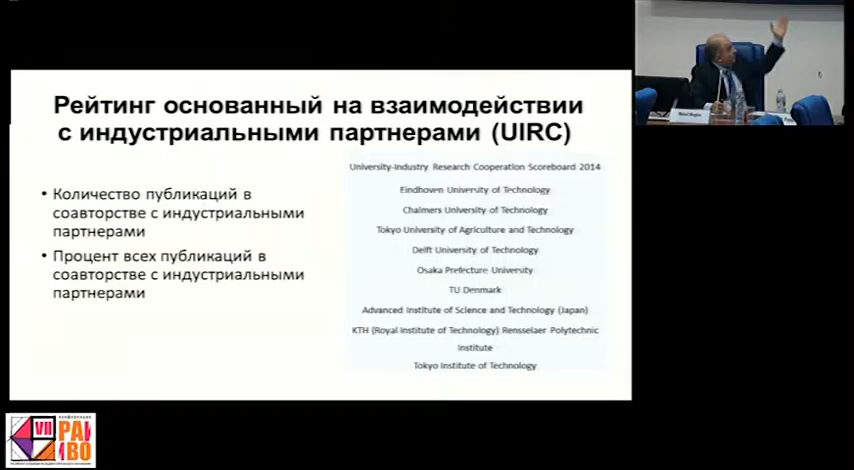 Рейтинг основанный на взаимодействии
с индустриальными партнерами (UIRC)
• Количество публикаций в
соавторстве с индустриальными
партнерами
• Процент всех публикаций в
соавторстве с индустриальными
партнерами
University-Industry Research Cooperation Scoreboard 2014
Eindhoven University of Technology
Chalmers University of Technology
Tokyo University of Agriculture and Technology
Delft University of Technology
Osaka Prefecture University
TU Denmark
Advanced Institute of Science and Technology (Japan)
KTH (Royal Institute of Technology) Rensselaer Polytechnic
Institute
Tokyo Institute of Technology
VII